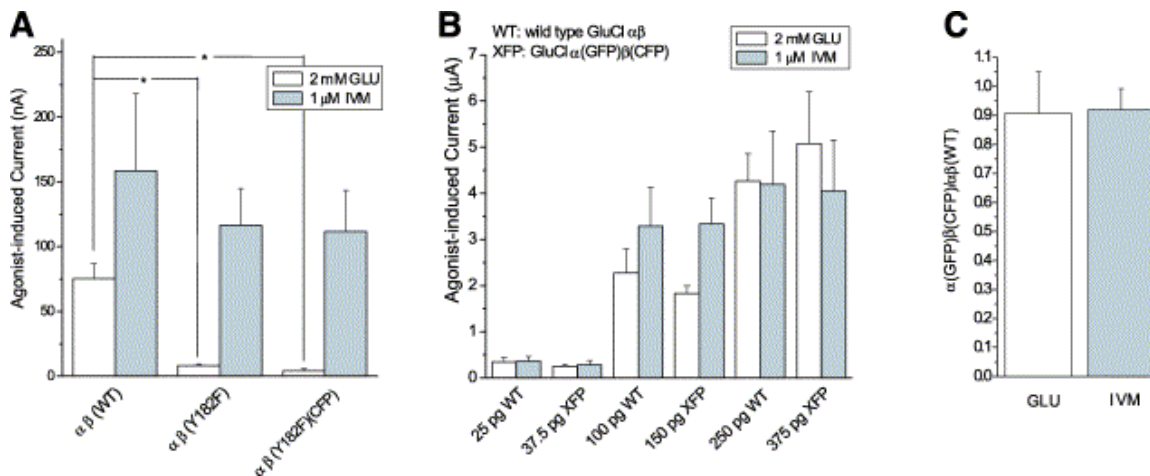 A
Agonist-induced Current (nA)
250
200
150
100
50
0
*
*
2 mM GLU
1 μM IVM
α β (WT)
α β (Y182F)
α β (Y182F)(CFP)
B
Agonist-induced Current (μA)
7
6
5
4
3
2
1
0
WT: wild type GluCl αβ
XFP: GluCl α(GFP)β(CFP)
2 mM GLU
1 μM IVM
25 pg WT
37.5 pg XFP
100 pg WT
150 pg XFP
250 pg WT
375 pg XFP
C
α(GFP)β(CFP)/αβ(WT)
1.1
1.0
0.9
0.8
0.7
0.6
0.5
0.4
0.3
0.2
0.1
0.0
GLU
IVM